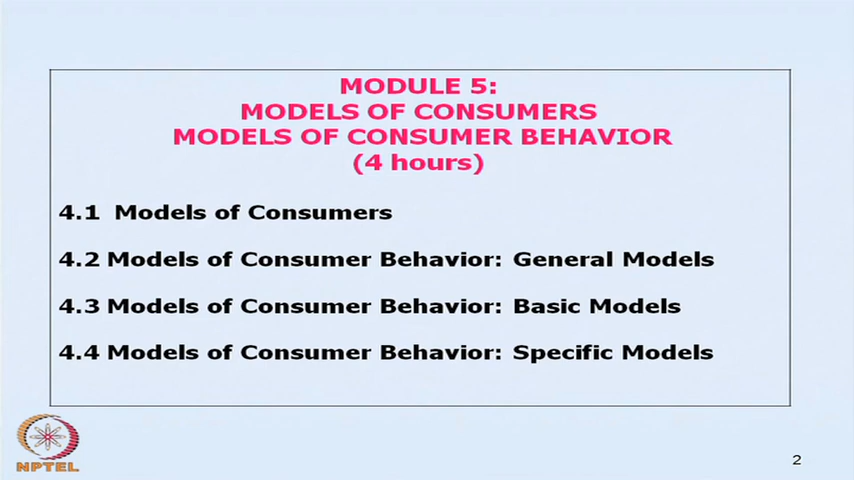 MODULE 5:
MODELS OF CONSUMERS
MODELS OF CONSUMER BEHAVIOR
(4 hours)
4.1 Models of Consumers
4.2 Models of Consumer Behavior: General Models
4.3 Models of Consumer Behavior: Basic Models
4.4 Models of Consumer Behavior: Specific Models
NPTEL
2